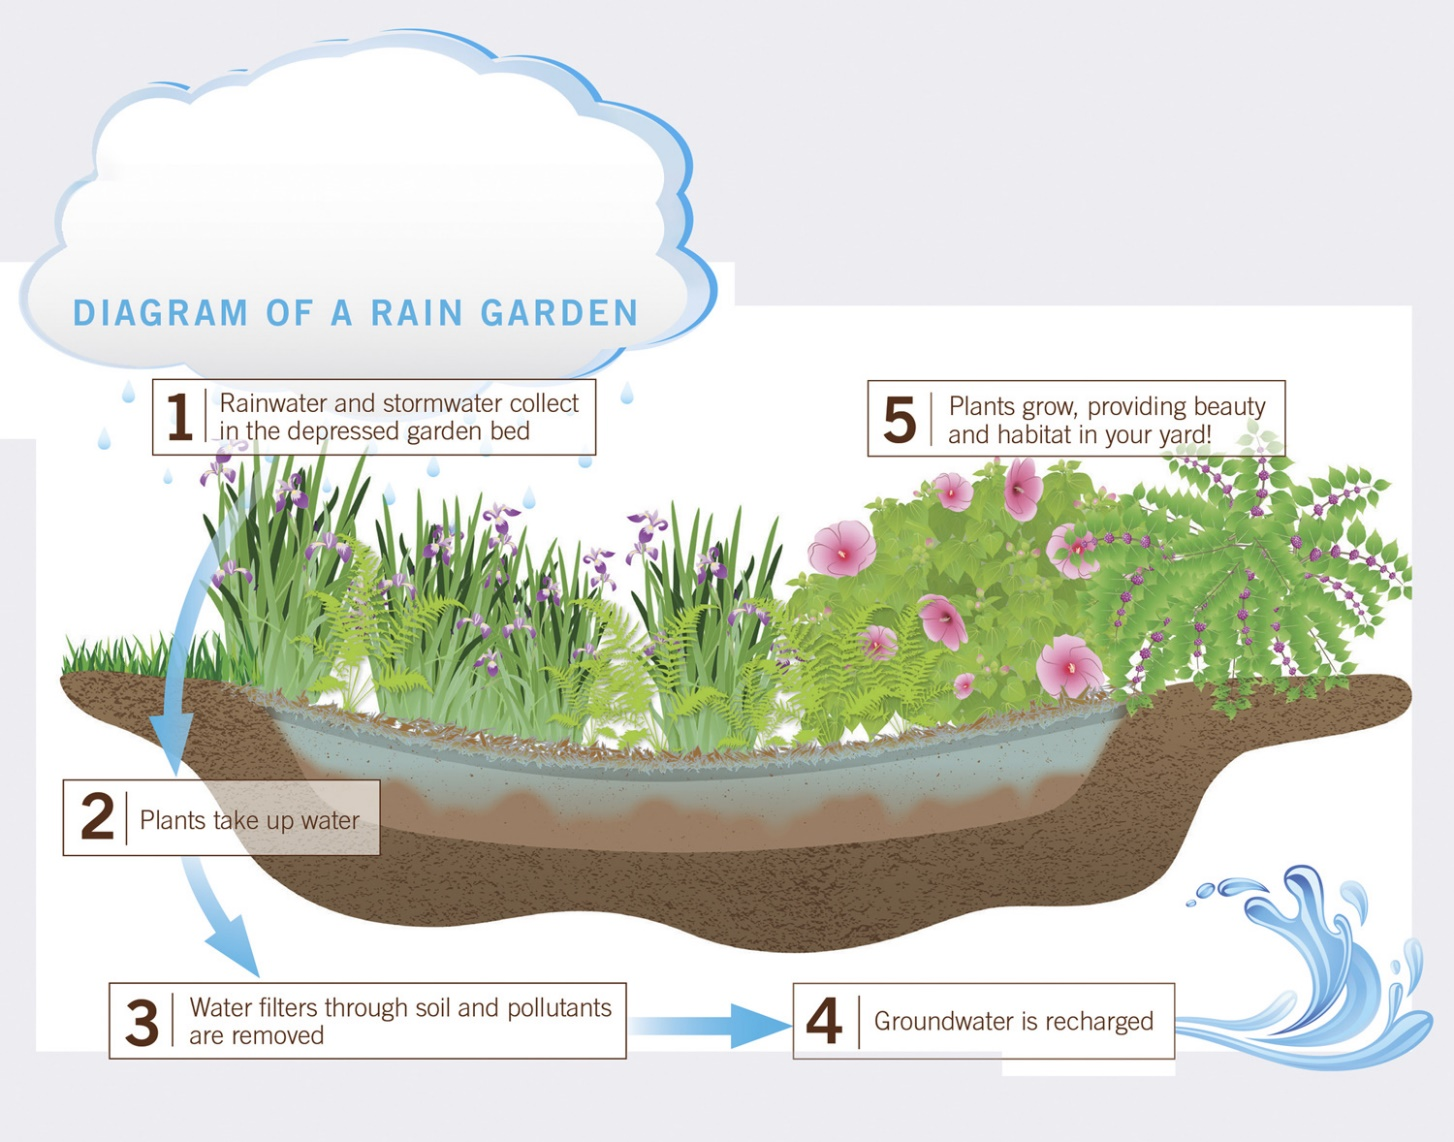 DIAGRAM OF A RAIN GARDEN
1 Rainwater and stormwater collect
in the depressed garden bed
5 Plants grow, providing beauty
and habitat in your yard!
2 Plants take up water
3 Water filters through soil and pollutants
are removed
4 Groundwater is recharged